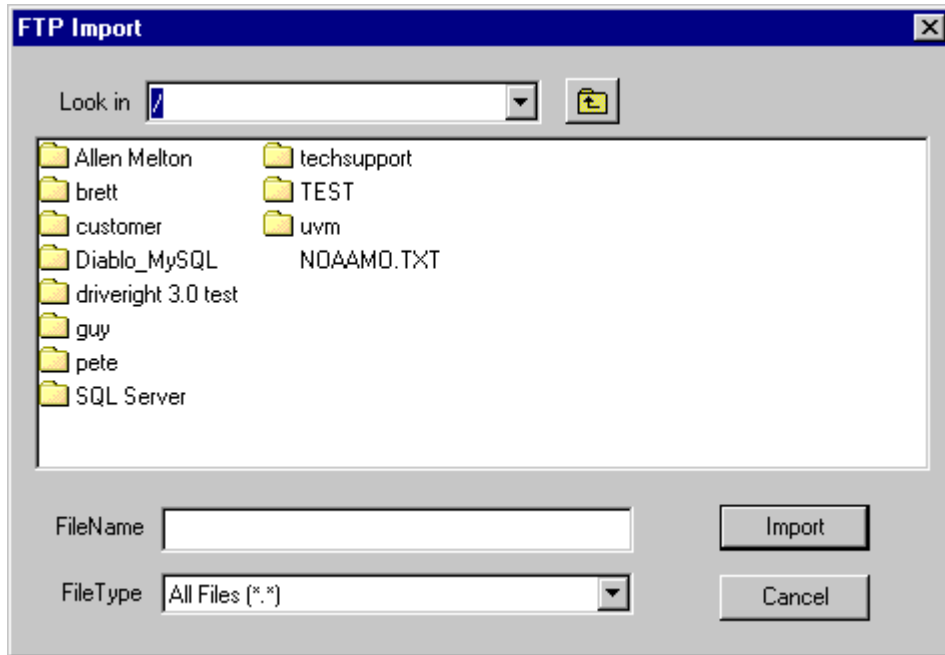 FTP Import
Look in /
Allen Melton
brett
customer
Diablo_MySQL
driveright 3.0 test
guy
pete
SQL Server
techsupport
TEST
uvm
NOAAMO.TXT
FileName
Import
FileType All Files (*.*)
Cancel